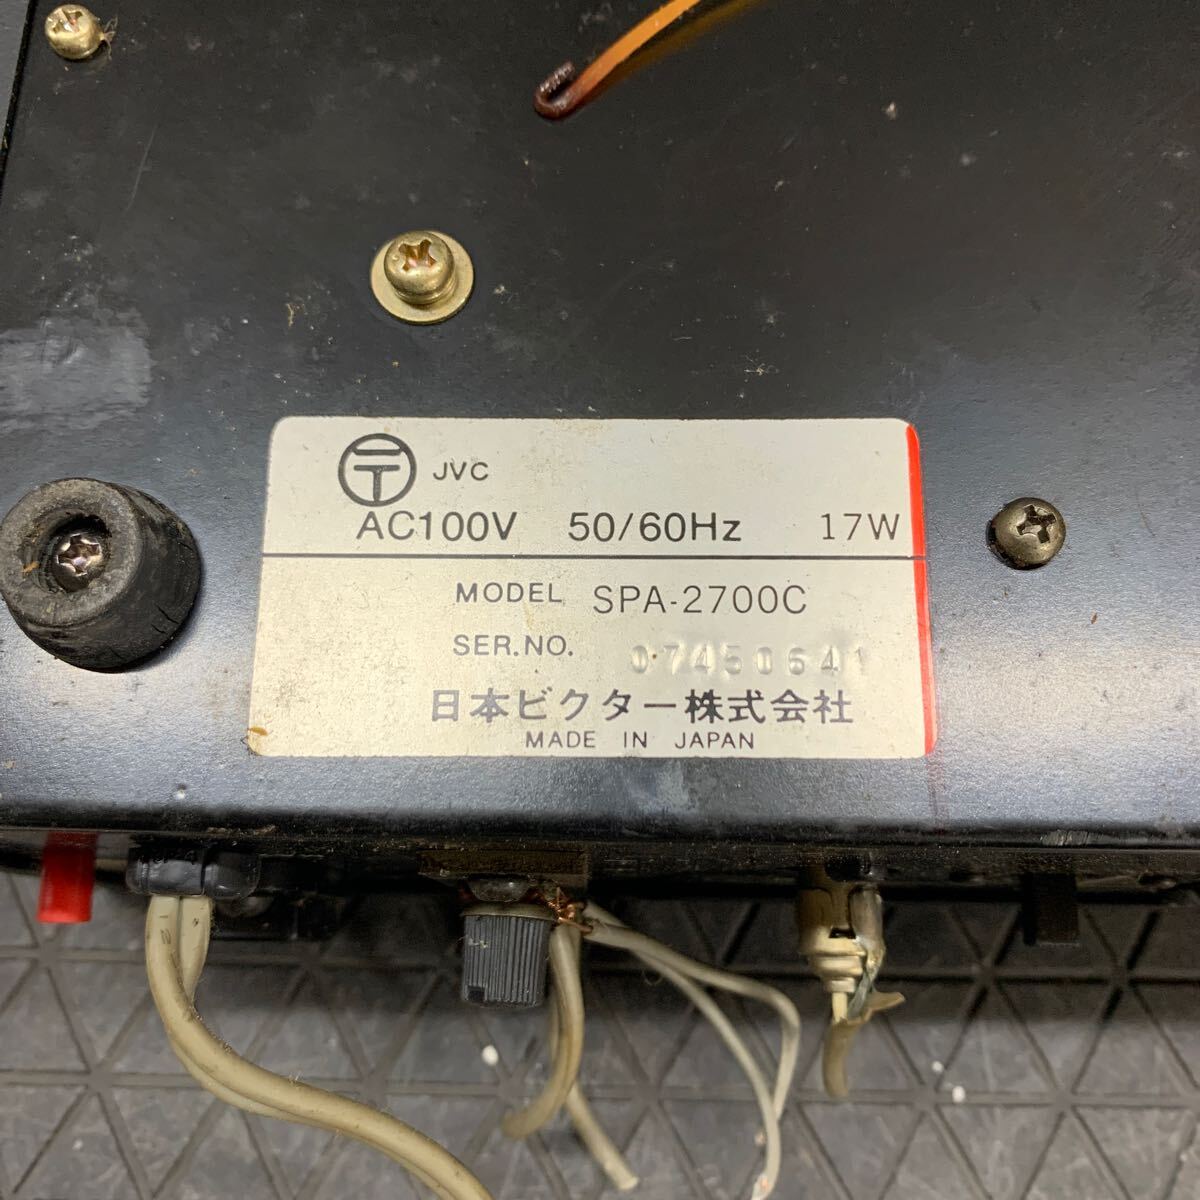 JVC
AC100V 50/60Hz 17W
MODEL SPA-2700C
SER.NO. 07450641
日本ビクター株式会社
MADE IN JAPAN